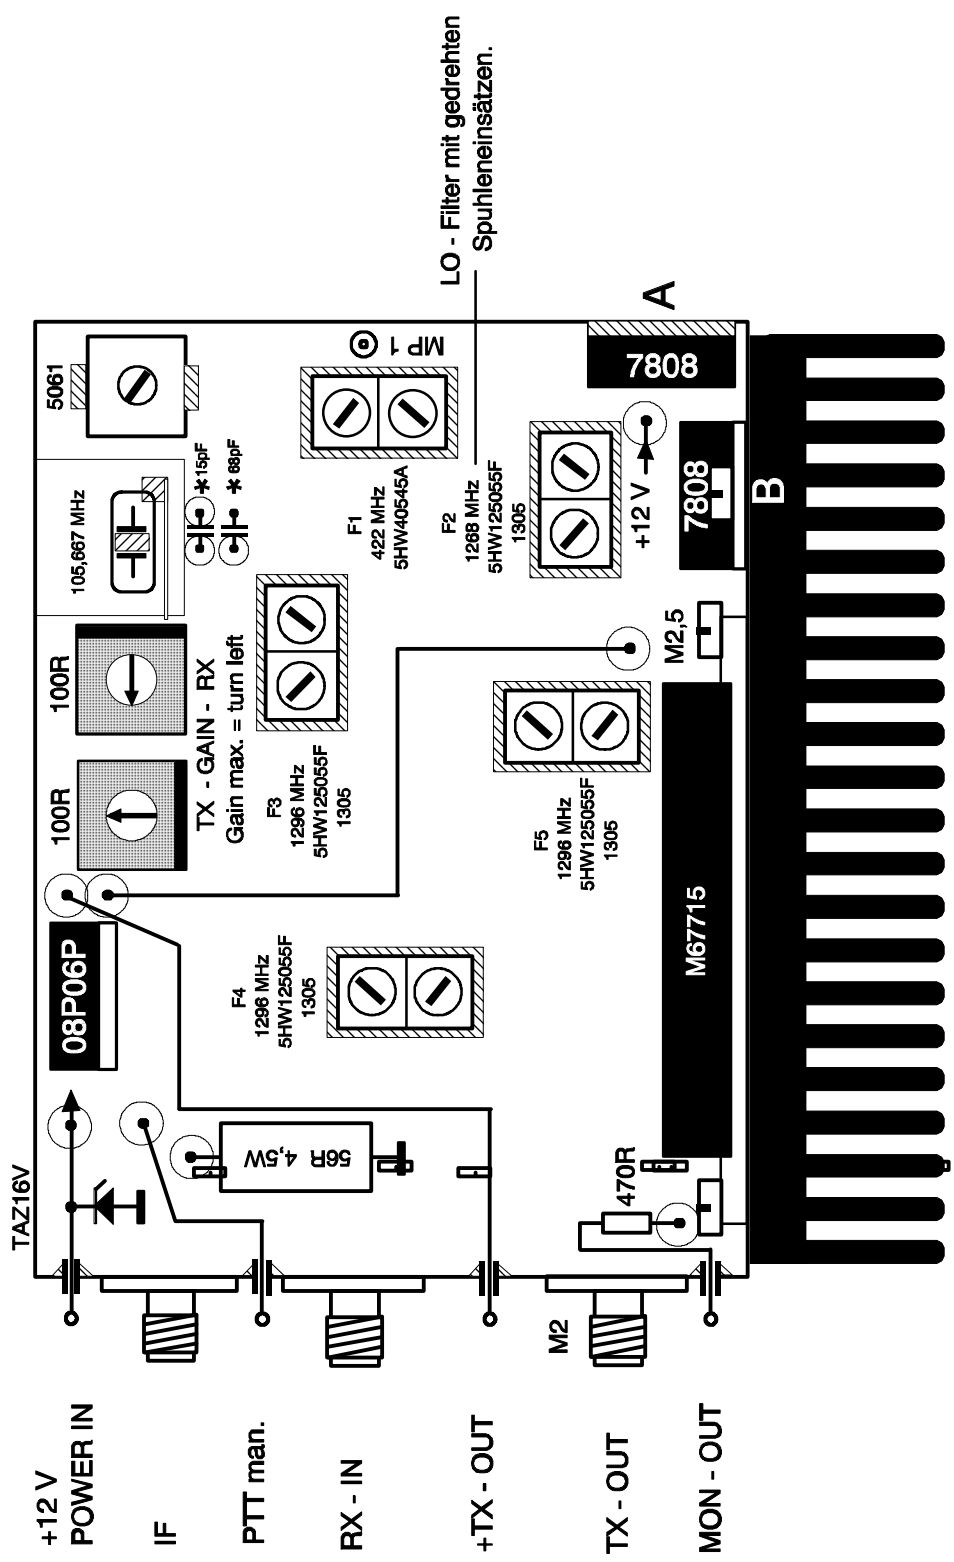 LO - Filter mit gedrehten
Spuhleneinsätzen.
TAZ16V
08P06P
100R
100R
105,667 MHz
5061
*15pF
* 68pF
TX - GAIN - RX
Gain max. = turn left
MP 1
F1
422 MHz
5HW40545A
F2
1268 MHz
5HW125055F
1305
F3
1296 MHz
5HW125055F
1305
F4
1296 MHz
5HW125055F
1305
F5
1296 MHz
5HW125055F
1305
56R 4,5W
470R
M67715
M2,5
+12 V
7808
A
7808
B
M2
+12 V
POWER IN
IF
PTT man.
RX - IN
+TX - OUT
TX - OUT
MON - OUT